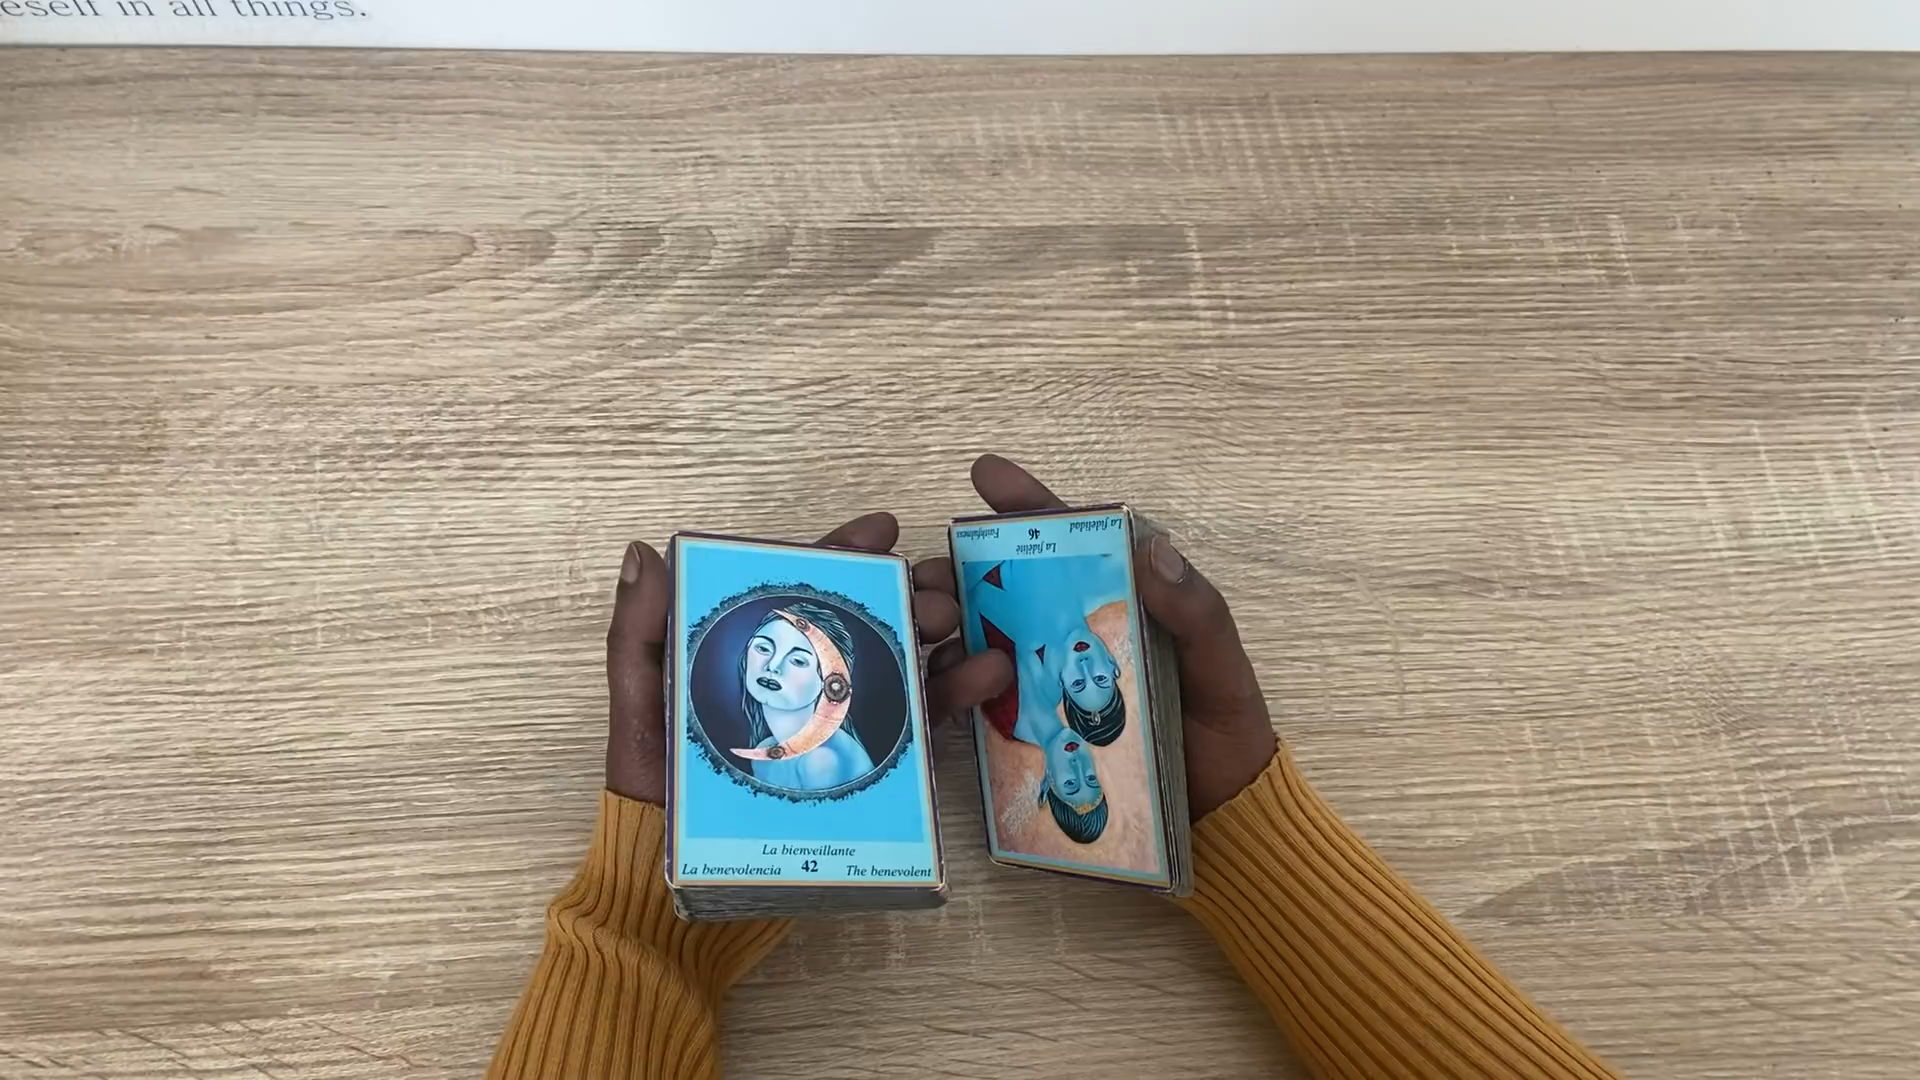 eself in all things.
La bienveillante
La benevolencia 42 The benevolent
La fidélité
La fidelidad 46 Faithfulness